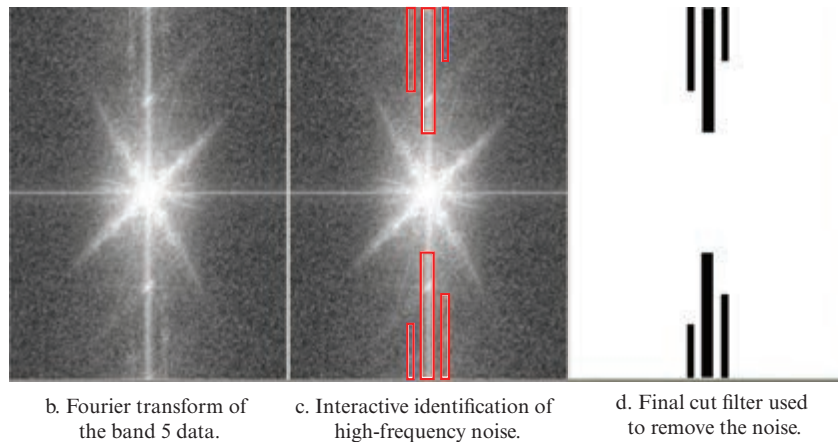 b. Fourier transform of
the band 5 data.
c. Interactive identification of
high-frequency noise.
d. Final cut filter used
to remove the noise.